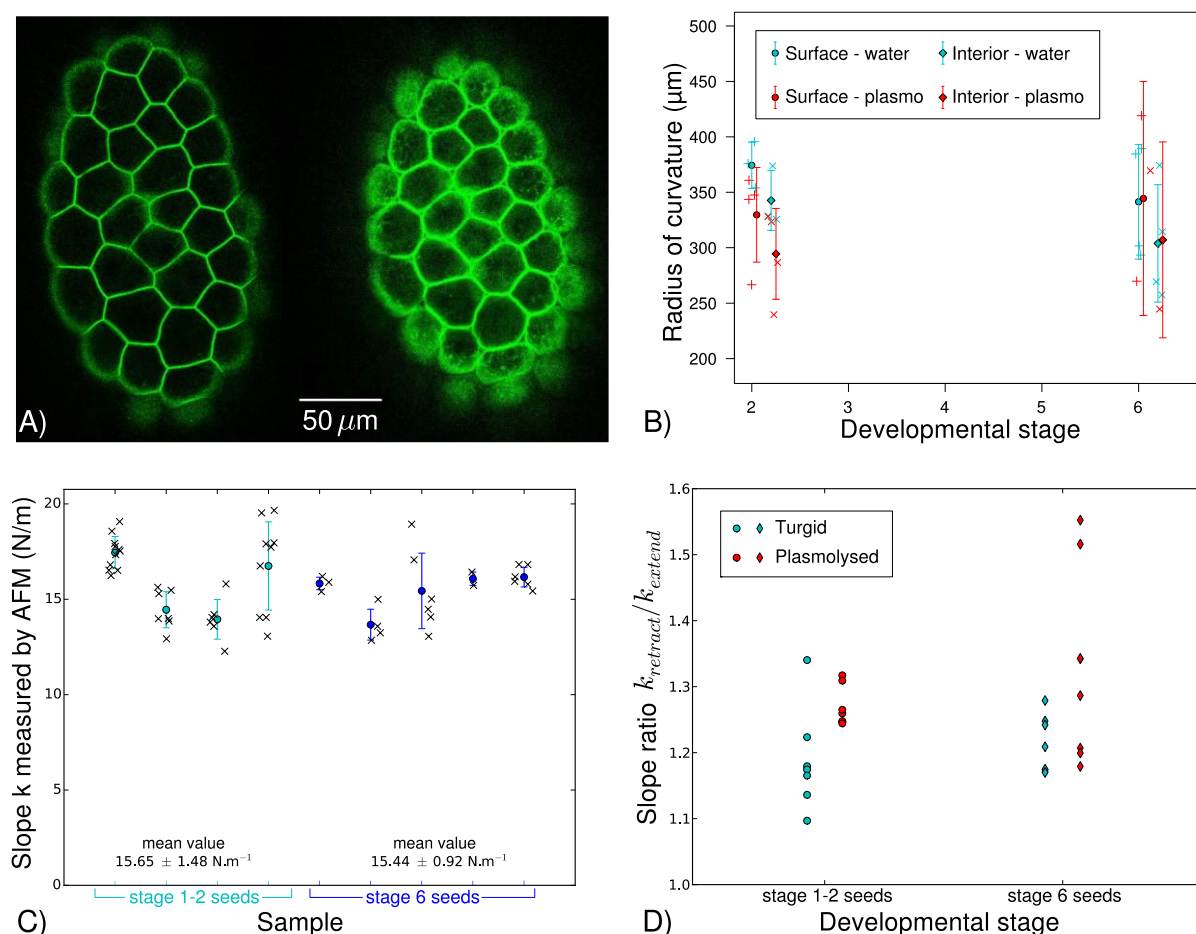 A)
50 μm
500
450
400
350
300
250
200
Radius of curvature (μm)
Surface - water
Interior - water
Surface - plasmo
Interior - plasmo
2
3
4
5
6
Developmental stage
B)
20
15
10
5
0
Slope k measured by AFM (N/m)
mean value
15.65 ± 1.48 N.m⁻¹
mean value
15.44 ± 0.92 N.m⁻¹
stage 1-2 seeds
stage 6 seeds
Sample
C)
1.6
1.5
1.4
1.3
1.2
1.1
1.0
Slope ratio k_retract/k_extend
Turgid
Plasmolysed
stage 1-2 seeds
stage 6 seeds
Developmental stage
D)